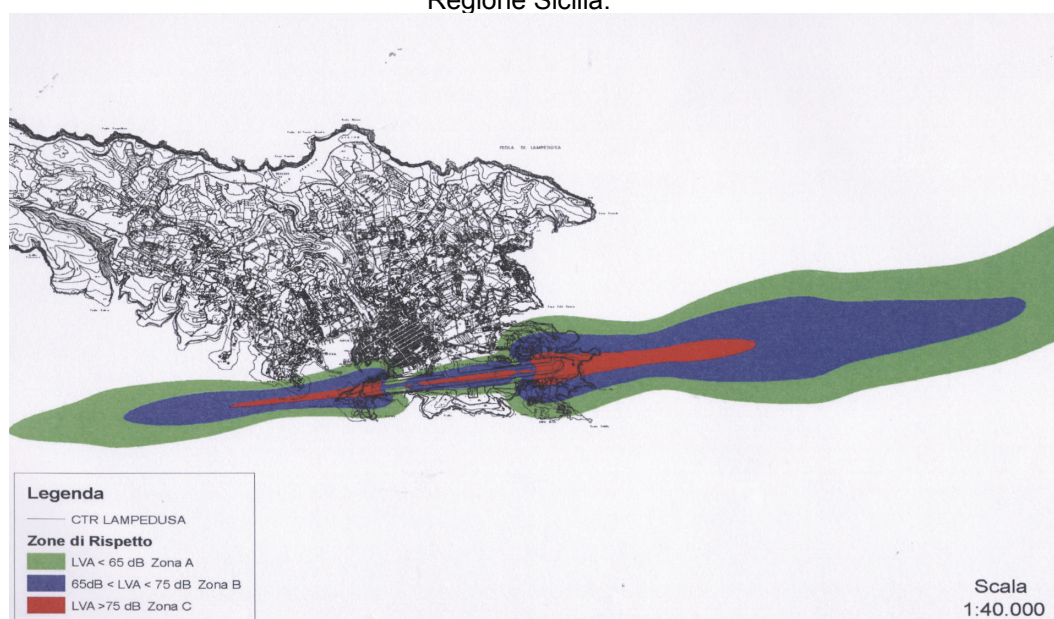 Regione Sicilia.
ISOLA DI LAMPEDUSA
Legenda
CTR LAMPEDUSA
Zone di Rispetto
LVA < 65 dB Zona A
65dB < LVA < 75 dB Zona B
LVA >75 dB Zona C
Scala
1:40.000